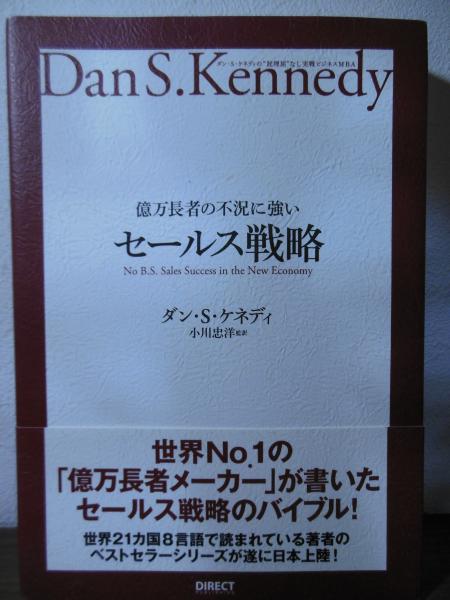 Dan S. Kennedy
ダン・S・ケネディの"屁理屈"なし実戦ビジネスMBA
億万長者の不況に強い
セールス戦略
No B.S. Sales Success in the New Economy
ダン・S・ケネディ
小川忠洋監訳
世界No.1の
「億万長者メーカー」が書いた
セールス戦略のバイブル!
世界21カ国8言語で読まれている著者の
ベストセラーシリーズが遂に日本上陸!
DIRECT
PUBLISHING